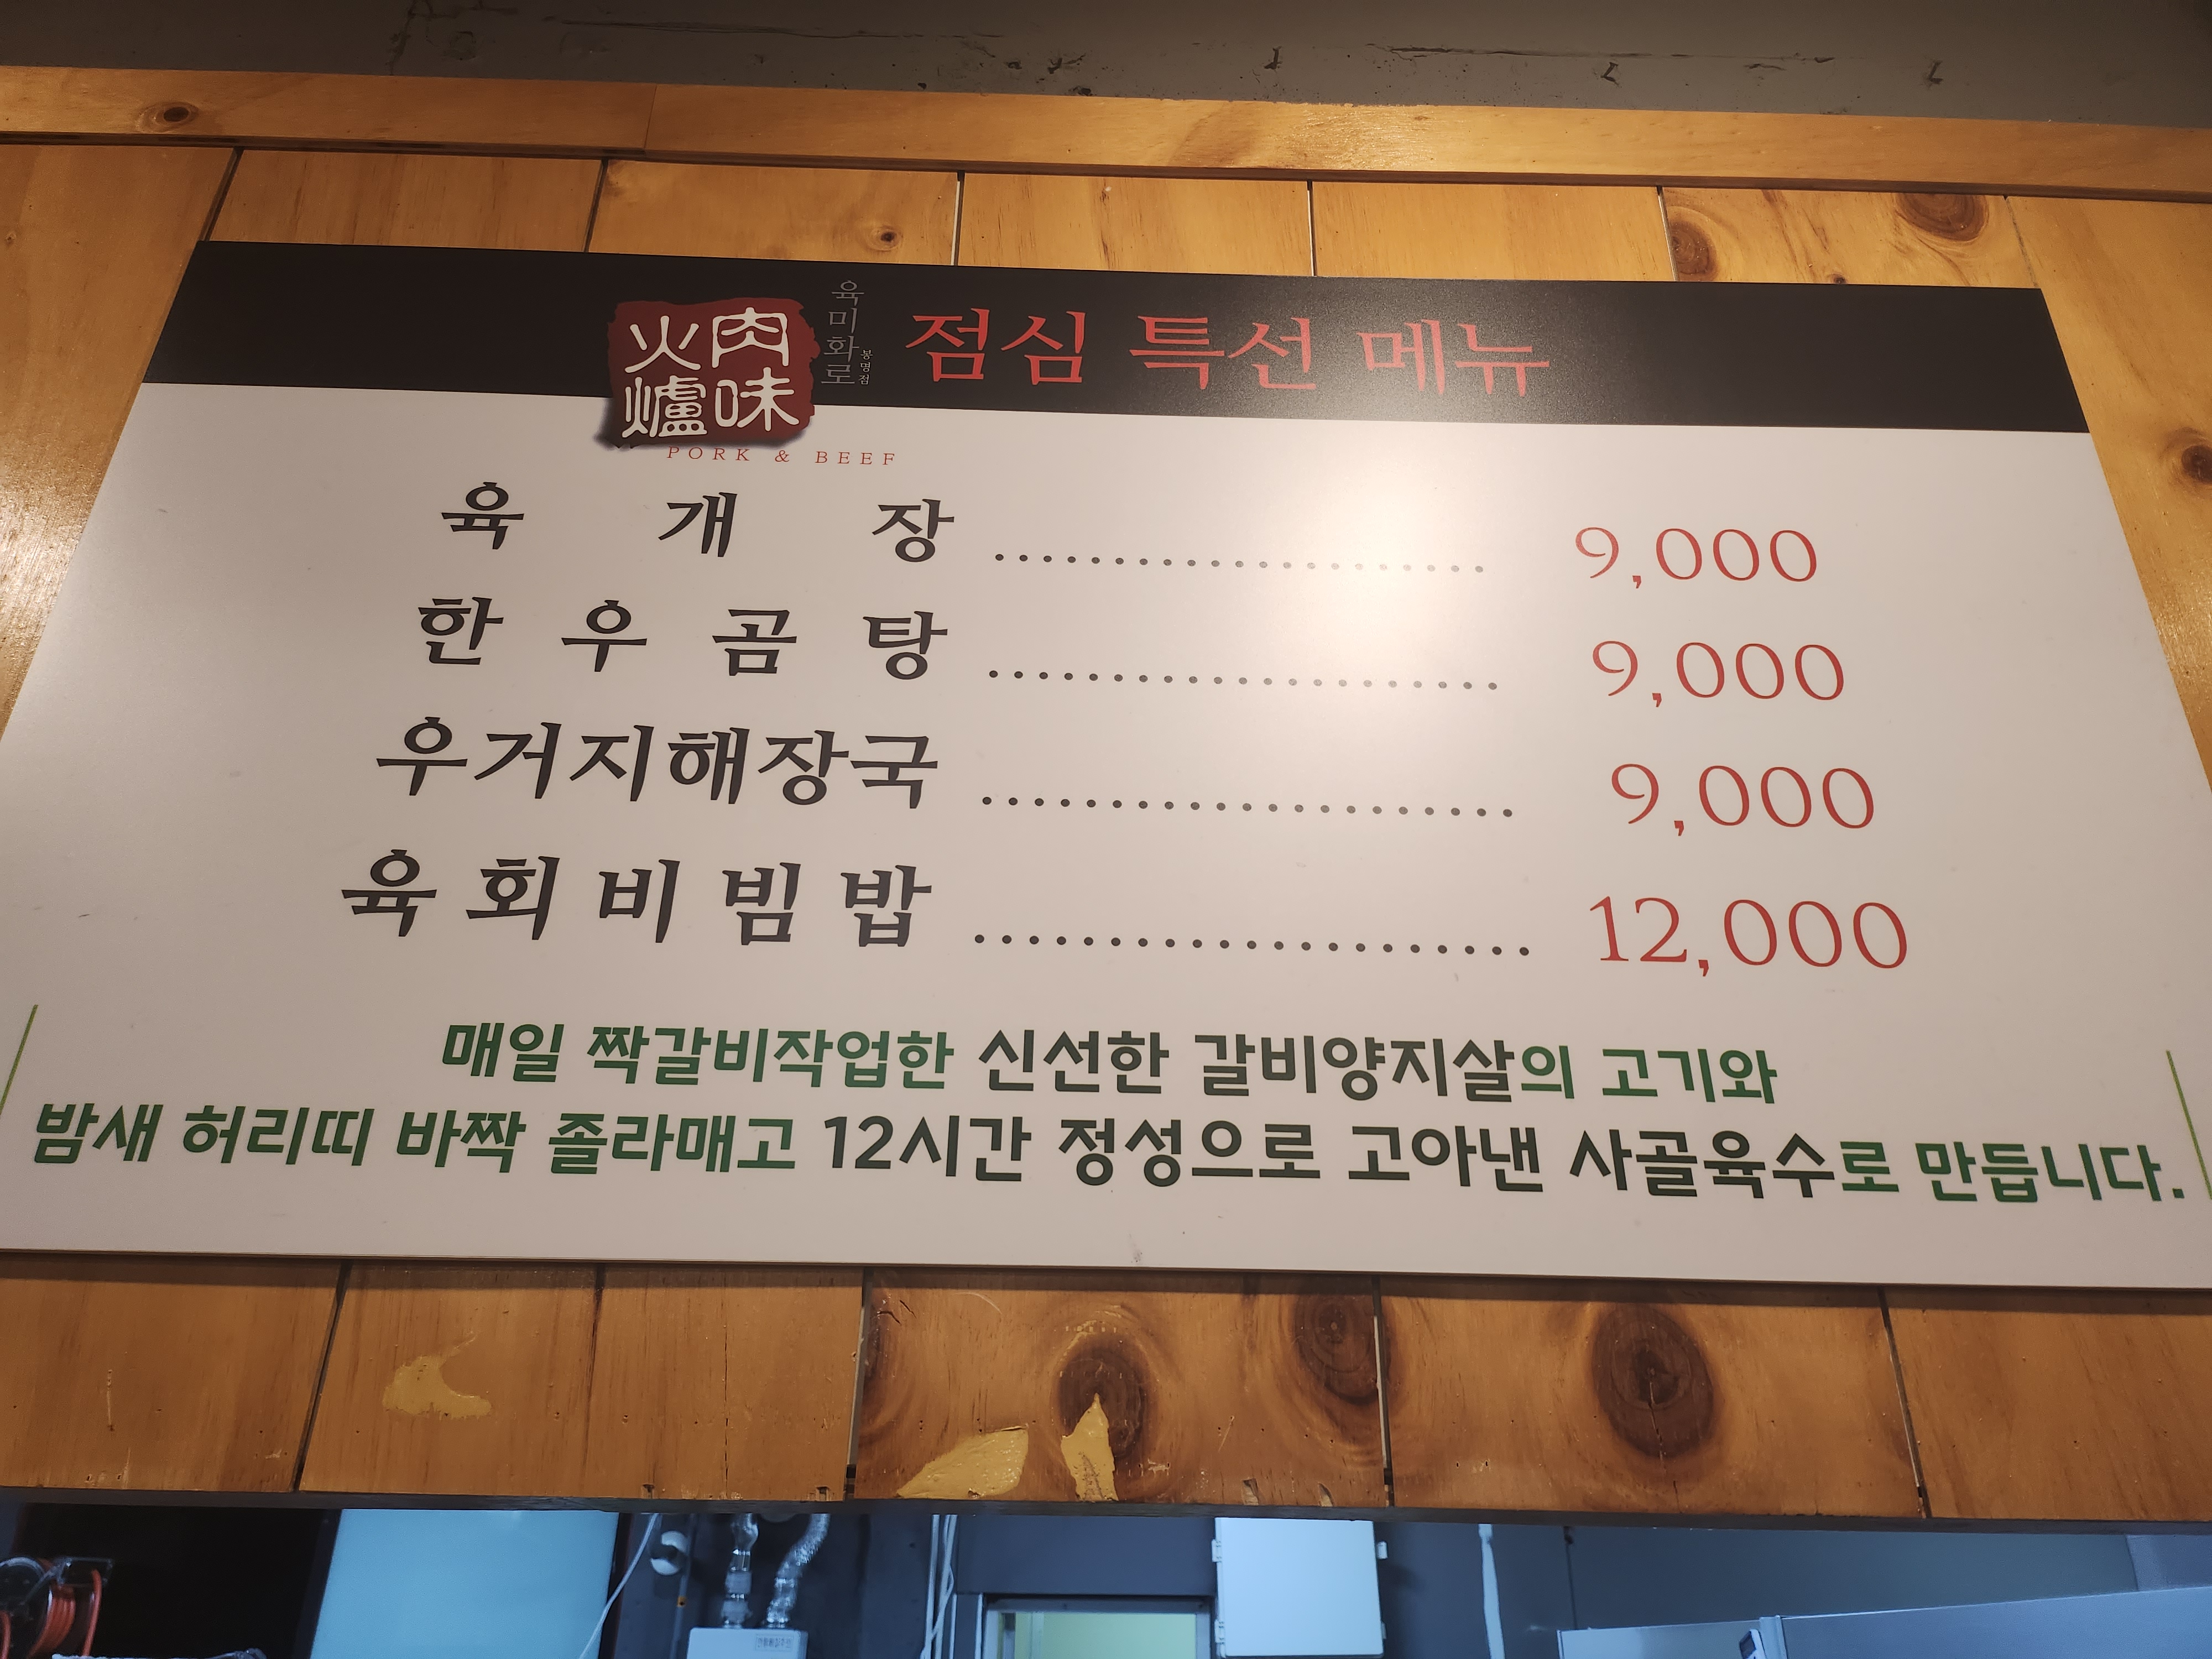 肉味
火爐
육미화로
봉명점
점심 특선 메뉴
PORK & BEEF
육 개 장 .................... 9,000
한 우 곰 탕 ..................... 9,000
우거지해장국 ..................... 9,000
육 회 비 빔 밥 ..................... 12,000
매일 짝갈비작업한 신선한 갈비양지살의 고기와
밤새 허리띠 바짝 졸라매고 12시간 정성으로 고아낸 사골육수로 만듭니다.